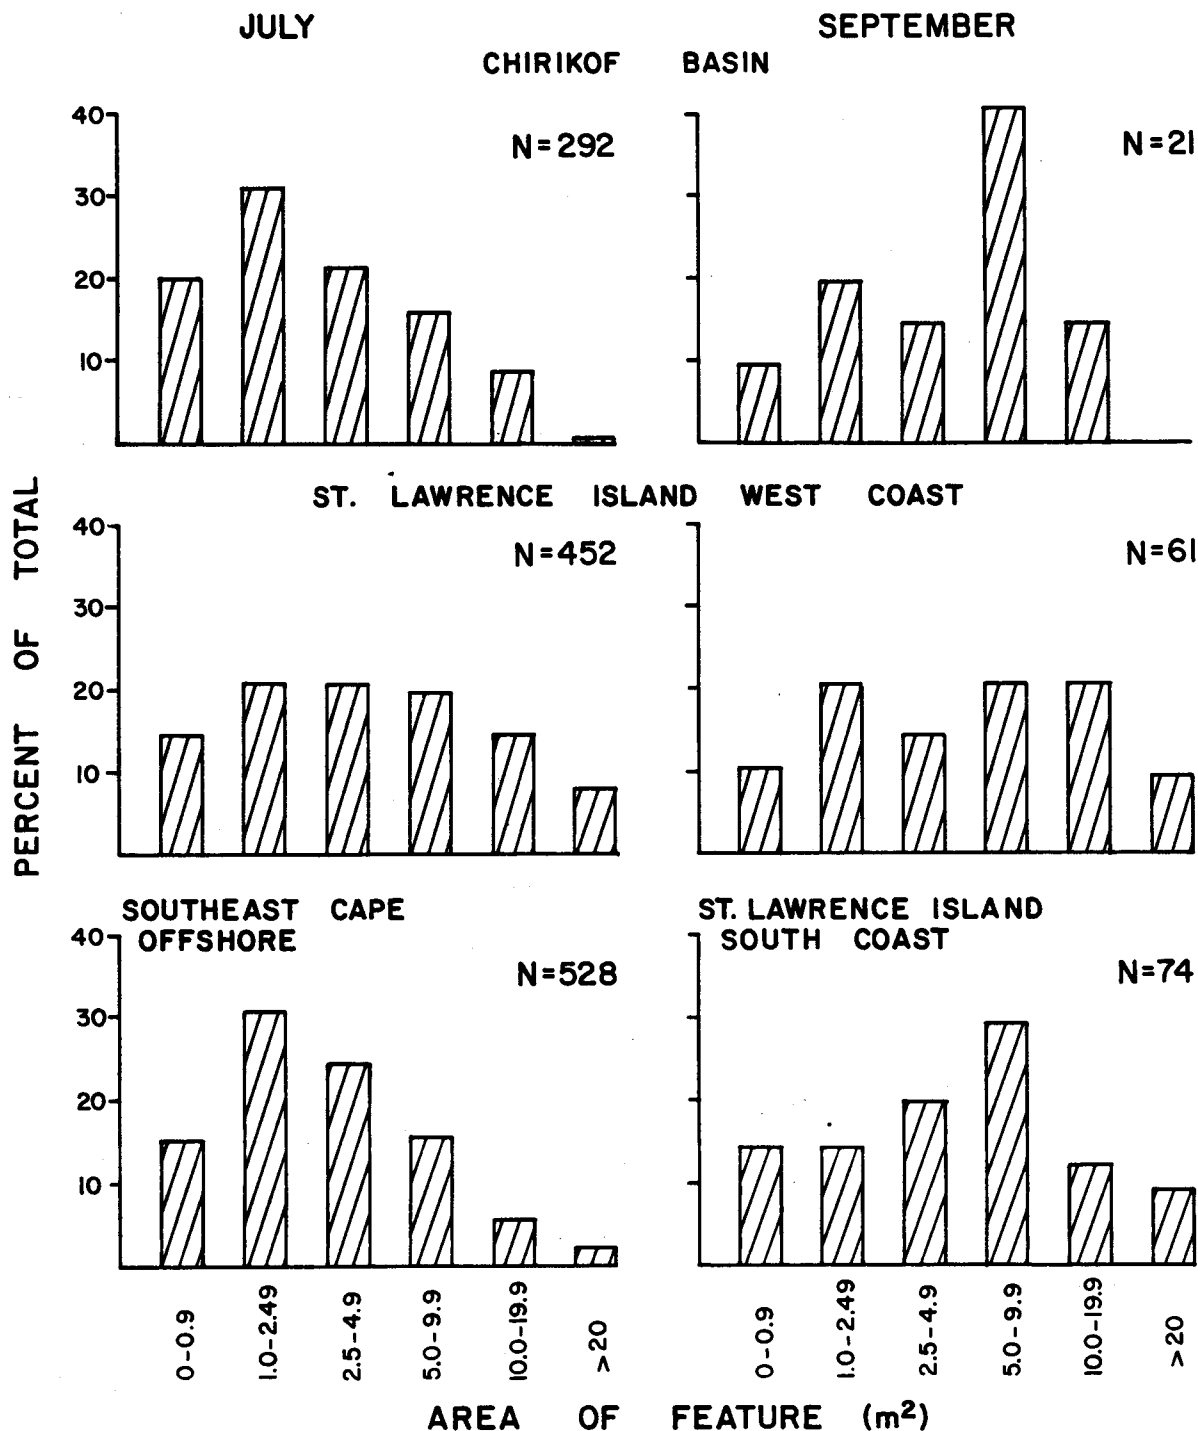 JULY SEPTEMBER
CHIRIKOF BASIN
40
30
20
10
N=292
N=21
ST. LAWRENCE ISLAND WEST COAST
40
30
20
10
N=452
N=61
PERCENT OF TOTAL
SOUTHEAST CAPE
OFFSHORE
40
30
20
10
N=528
ST. LAWRENCE ISLAND
SOUTH COAST
N=74
0-0.9
1.0-2.49
2.5-4.9
5.0-9.9
10.0-19.9
>20
0-0.9
1.0-2.49
2.5-4.9
5.0-9.9
10.0-19.9
>20
AREA OF FEATURE (m²)